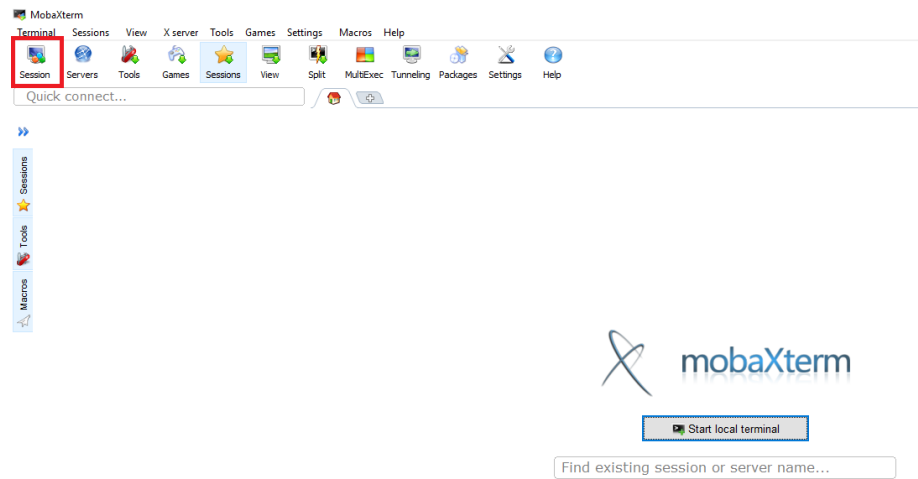 MobaXterm
Terminal Sessions View X server Tools Games Settings Macros Help
Session Servers Tools Games Sessions View Split MultiExec Tunneling Packages Settings Help
Quick connect...
Sessions
Tools
Macros
mobaXterm
Start local terminal
Find existing session or server name...